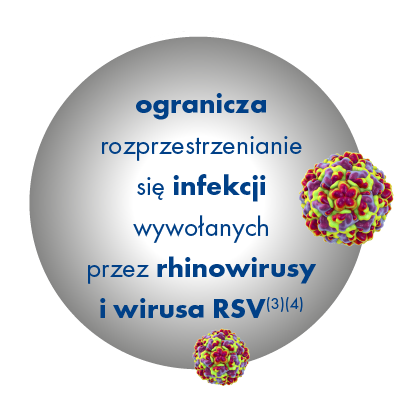 ogranicza
rozprzestrzenianie
się infekcji
wywołanych
przez rhinowirusy
i wirusa RSV(3)(4)